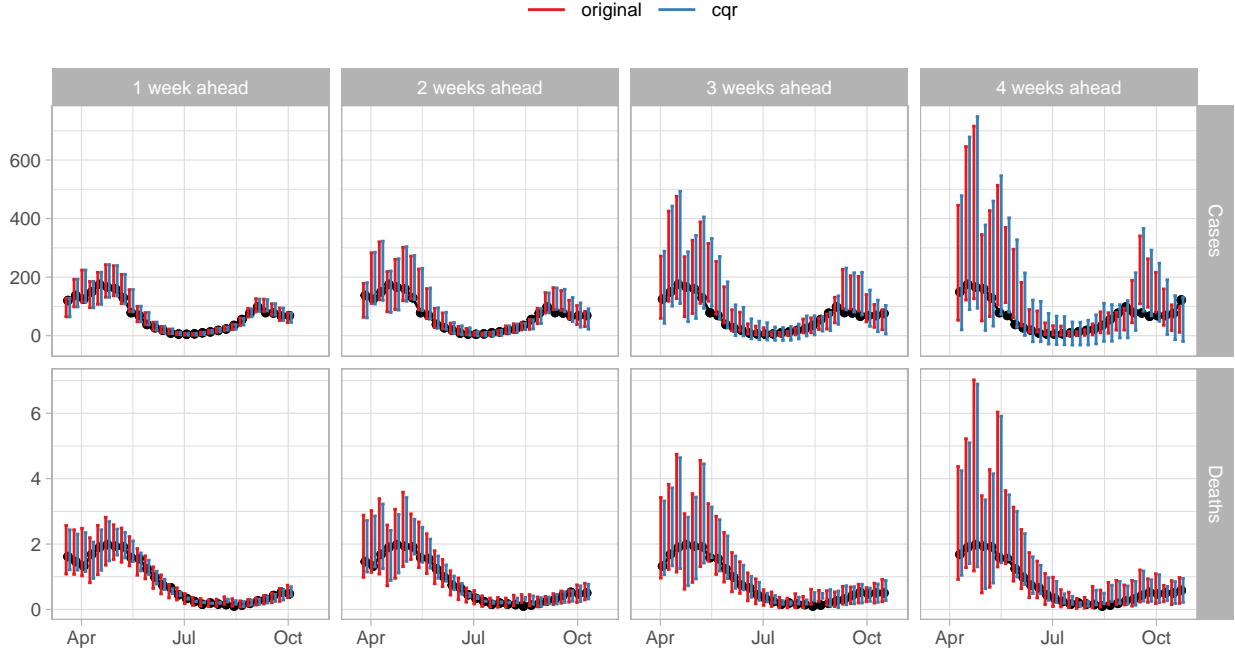 original cqr
1 week ahead 2 weeks ahead 3 weeks ahead 4 weeks ahead
600
400
200
0
Cases
6
4
2
0
Deaths
Apr Jul Oct Apr Jul Oct Apr Jul Oct Apr Jul Oct